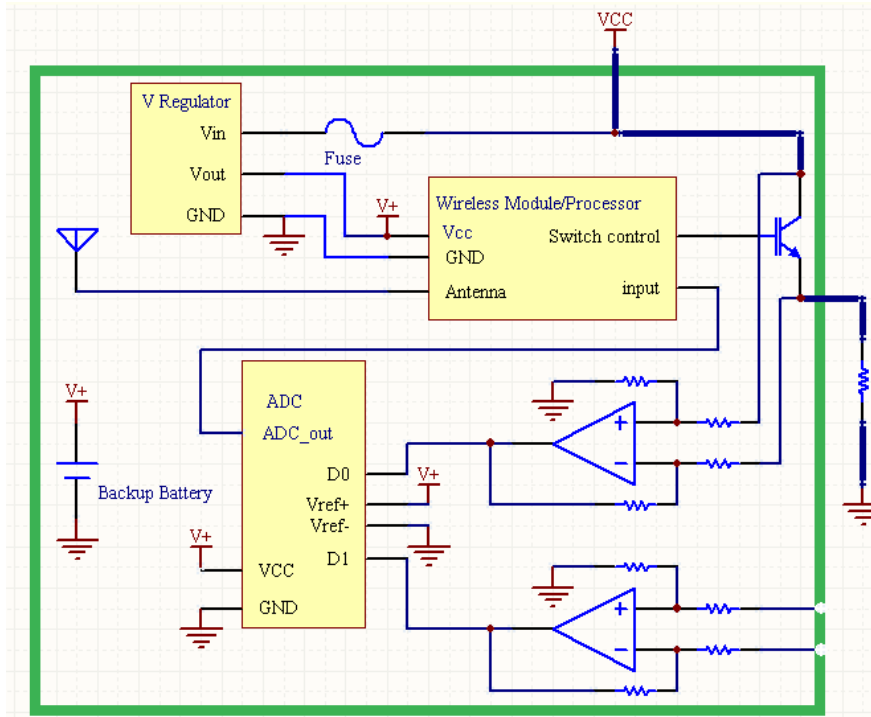 VCC
V Regulator
Vin
Fuse
Vout
GND
V+
Wireless Module/Processor
Vcc
Switch control
GND
Antenna
input
V+
ADC
ADC_out
D0
V+
Backup Battery
Vref+
Vref-
V+
D1
VCC
GND
+
−
+
−